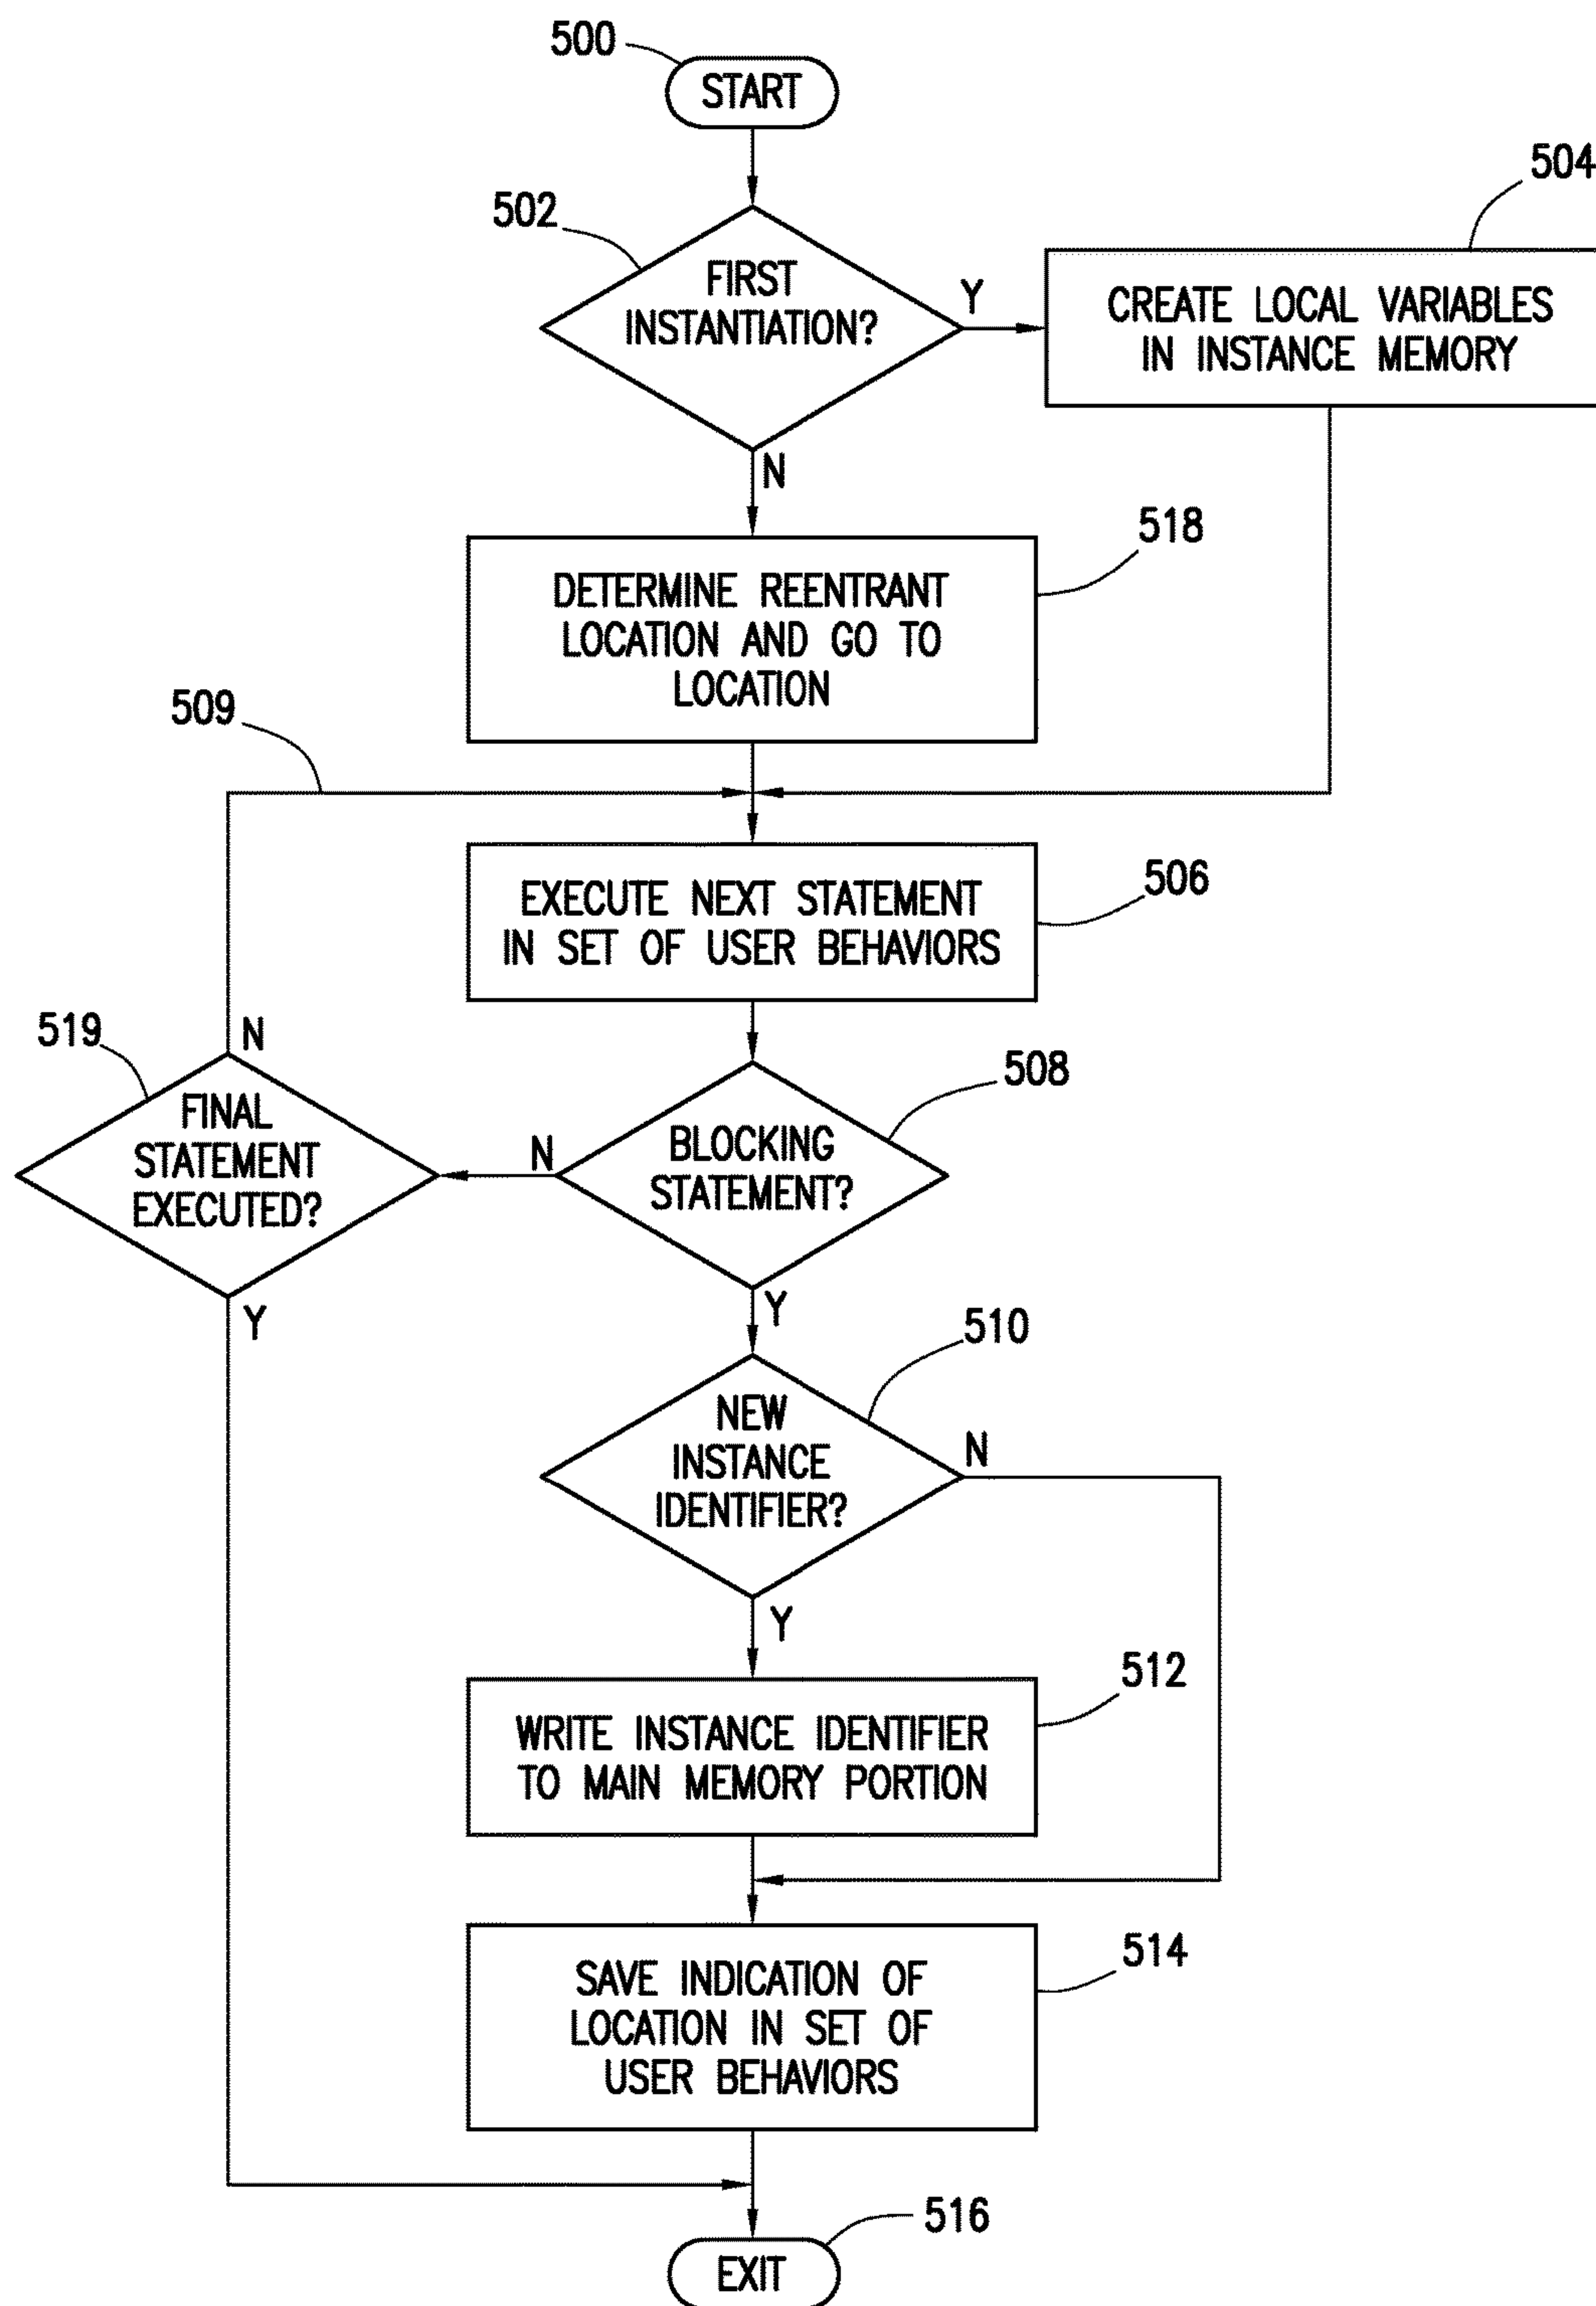 500
START
504
502
FIRST
INSTANTIATION?
Y
CREATE LOCAL VARIABLES
IN INSTANCE MEMORY
N
518
DETERMINE REENTRANT
LOCATION AND GO TO
LOCATION
509
506
EXECUTE NEXT STATEMENT
IN SET OF USER BEHAVIORS
519
N
508
FINAL
STATEMENT
EXECUTED?
N
BLOCKING
STATEMENT?
Y
Y
510
NEW
INSTANCE
IDENTIFIER?
N
Y
512
WRITE INSTANCE IDENTIFIER
TO MAIN MEMORY PORTION
514
SAVE INDICATION OF
LOCATION IN SET OF
USER BEHAVIORS
516
EXIT